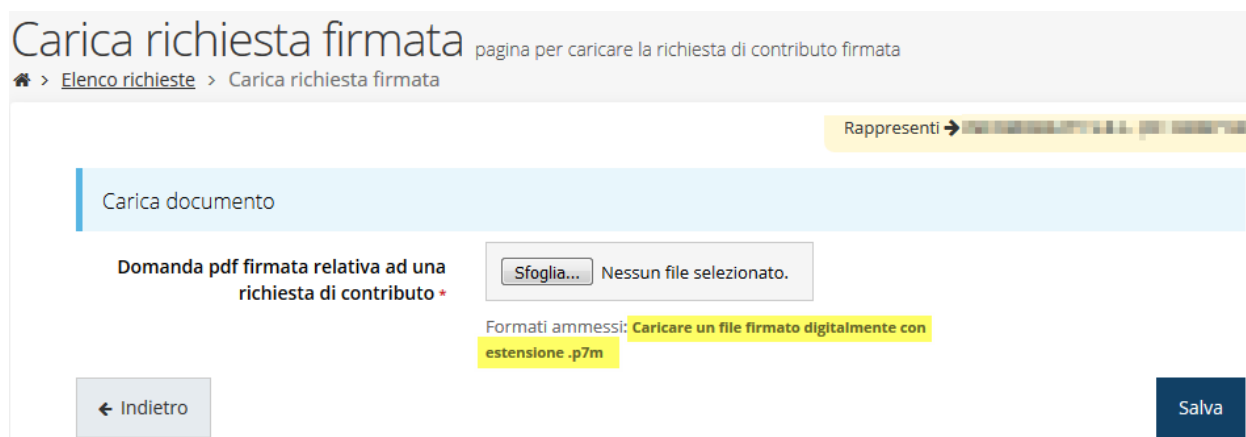 Carica richiesta firmata pagina per caricare la richiesta di contributo firmata
> Elenco richieste > Carica richiesta firmata
Rappresenti
Carica documento
Domanda pdf firmata relativa ad una
richiesta di contributo *
Sfoglia... Nessun file selezionato.
Formati ammessi: Caricare un file firmato digitalmente con
estensione .p7m
Indietro
Salva